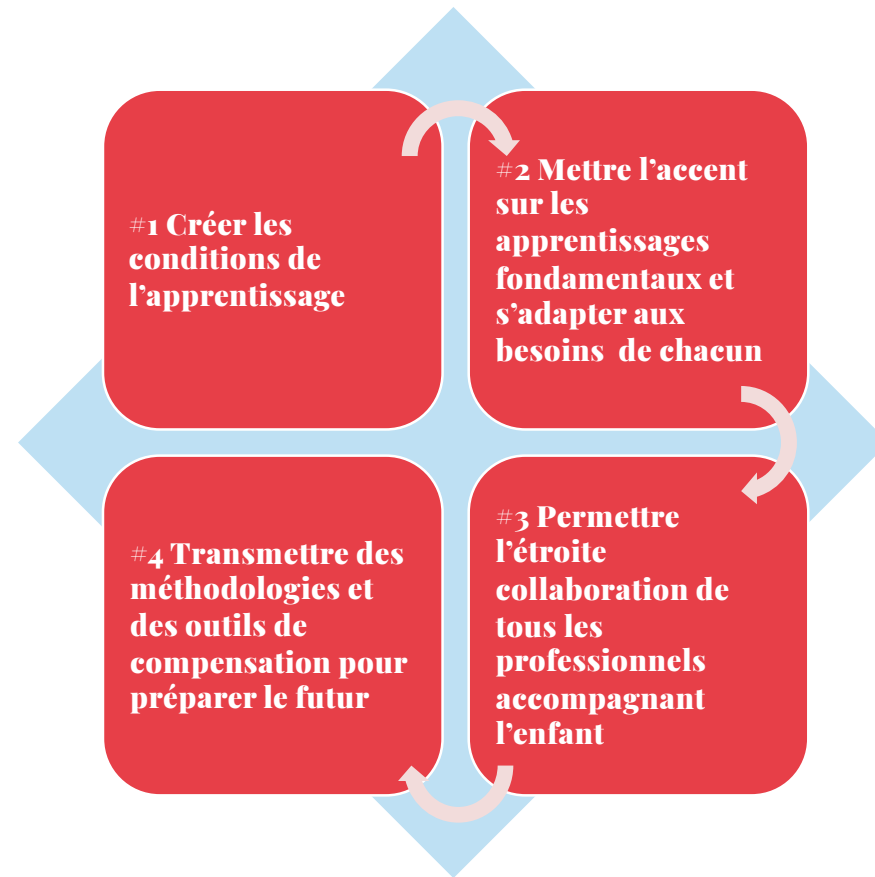 #1 Créer les
conditions de
l’apprentissage
#2 Mettre l’accent
sur les
apprentissages
fondamentaux et
s’adapter aux
besoins  de chacun
#3 Permettre
l’étroite
collaboration de
tous les
professionnels
accompagnant
l’enfant
#4 Transmettre des
méthodologies et
des outils de
compensation pour
préparer le futur